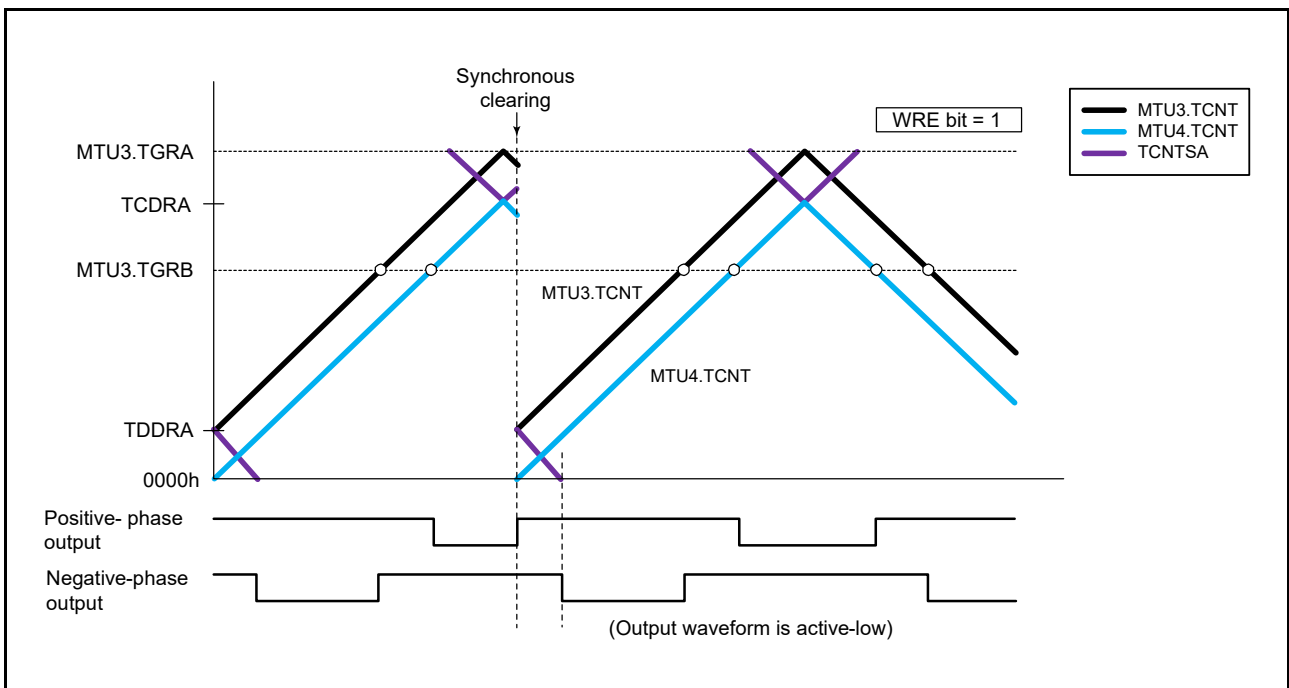 Synchronous
clearing
WRE bit = 1
MTU3.TCNT
MTU4.TCNT
TCNTSA
MTU3.TGRA
TCDRA
MTU3.TGRB
MTU3.TCNT
MTU4.TCNT
TDDRA
0000h
Positive- phase
output
Negative-phase
output
(Output waveform is active-low)